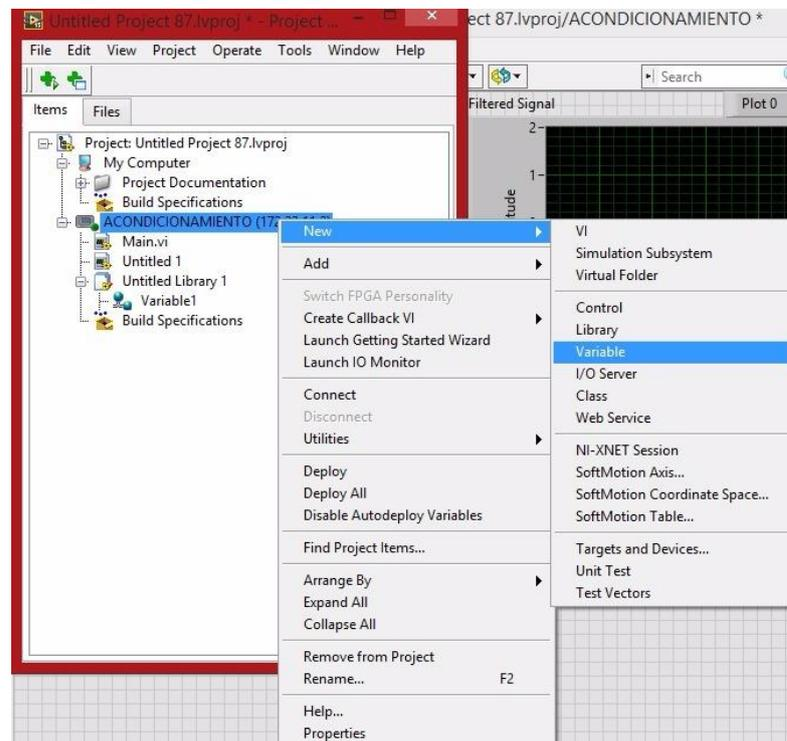 Untitled Project 87.lvproj * - Project ...
ect 87.lvproj/ACONDICIONAMIENTO *
File Edit View Project Operate Tools Window Help
Search
Items Files
Filtered Signal
Plot 0
2
1
Project: Untitled Project 87.lvproj
My Computer
Project Documentation
Build Specifications
ACONDICIONAMIENTO
Main.vi
Untitled 1
Untitled Library 1
Variable1
Build Specifications
New
Add
Switch FPGA Personality
Create Callback VI
Launch Getting Started Wizard
Launch IO Monitor
Connect
Disconnect
Utilities
Deploy
Deploy All
Disable Autodeploy Variables
Find Project Items...
Arrange By
Expand All
Collapse All
Remove from Project
Rename... F2
Help...
Properties
VI
Simulation Subsystem
Virtual Folder
Control
Library
Variable
I/O Server
Class
Web Service
NI-XNET Session
SoftMotion Axis...
SoftMotion Coordinate Space...
SoftMotion Table...
Targets and Devices...
Unit Test
Test Vectors